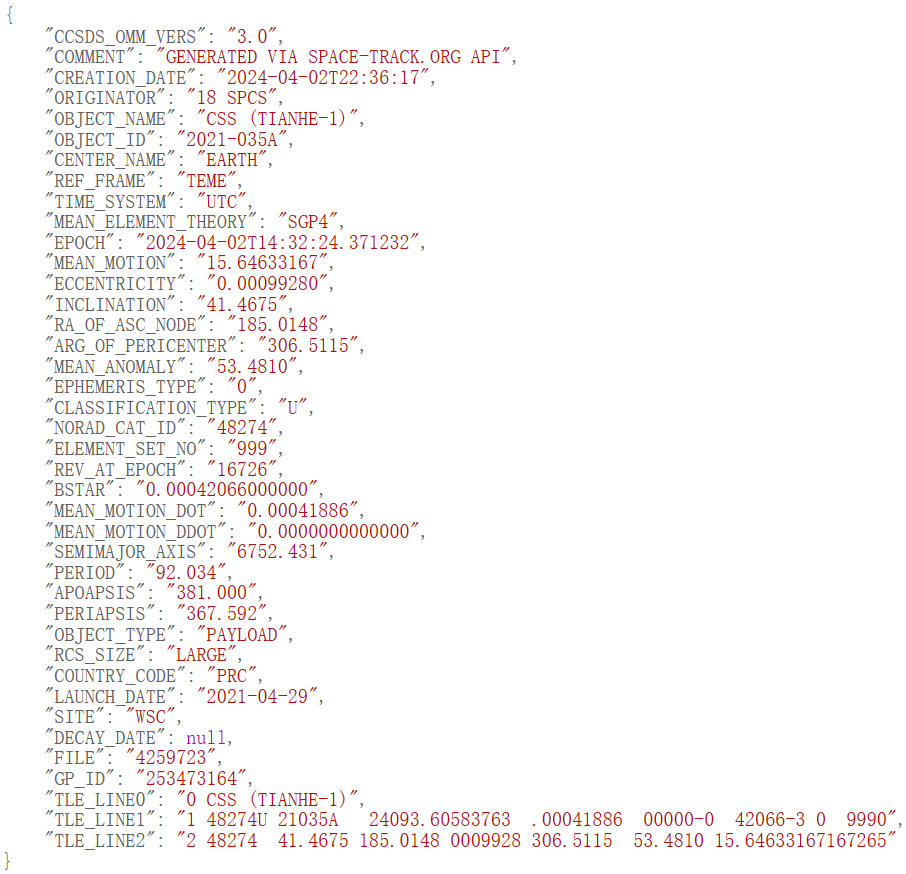 {
"CCSDS_OMM_VERS": "3.0",
"COMMENT": "GENERATED VIA SPACE-TRACK.ORG API",
"CREATION_DATE": "2024-04-02T22:36:17",
"ORIGINATOR": "18 SPCS",
"OBJECT_NAME": "CSS (TIANHE-1)",
"OBJECT_ID": "2021-035A",
"CENTER_NAME": "EARTH",
"REF_FRAME": "TEME",
"TIME_SYSTEM": "UTC",
"MEAN_ELEMENT_THEORY": "SGP4",
"EPOCH": "2024-04-02T14:32:24.371232",
"MEAN_MOTION": "15.64633167",
"ECCENTRICITY": "0.00099280",
"INCLINATION": "41.4675",
"RA_OF_ASC_NODE": "185.0148",
"ARG_OF_PERICENTER": "306.5115",
"MEAN_ANOMALY": "53.4810",
"EPHEMERIS_TYPE": "0",
"CLASSIFICATION_TYPE": "U",
"NORAD_CAT_ID": "48274",
"ELEMENT_SET_NO": "999",
"REV_AT_EPOCH": "16726",
"BSTAR": "0.00042066000000",
"MEAN_MOTION_DOT": "0.00041886",
"MEAN_MOTION_DDOT": "0.0000000000000",
"SEMIMAJOR_AXIS": "6752.431",
"PERIOD": "92.034",
"APOAPSIS": "381.000",
"PERIAPSIS": "367.592",
"OBJECT_TYPE": "PAYLOAD",
"RCS_SIZE": "LARGE",
"COUNTRY_CODE": "PRC",
"LAUNCH_DATE": "2021-04-29",
"SITE": "WSC",
"DECAY_DATE": null,
"FILE": "4259723",
"GP_ID": "253473164",
"TLE_LINE0": "0 CSS (TIANHE-1)",
"TLE_LINE1": "1 48274U 21035A   24093.60583763  .00041886  00000-0  42066-3 0  9990",
"TLE_LINE2": "2 48274  41.4675 185.0148 0009928 306.5115  53.4810 15.64633167167265"
}